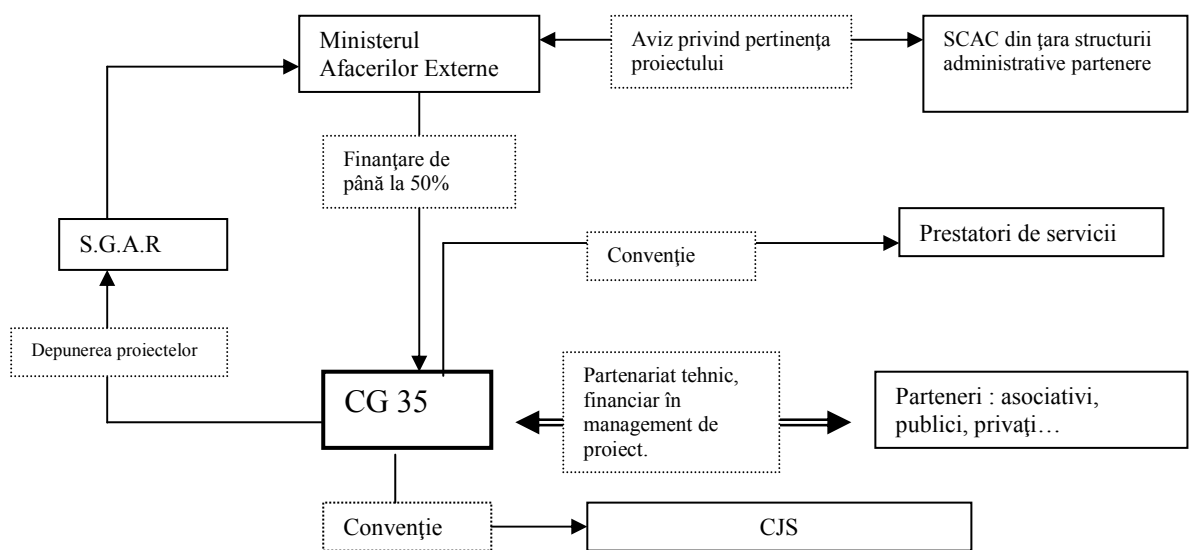 Ministerul
Afacerilor Externe
Aviz privind pertinenţa
proiectului
SCAC din ţara structurii
administrative partenere
Finanţare de
până la 50%
S.G.A.R
Convenţie
Prestatori de servicii
Depunerea proiectelor
CG 35
Partenariat tehnic,
financiar în
management de
proiect.
Parteneri : asociativi,
publici, privaţi…
Convenţie
CJS